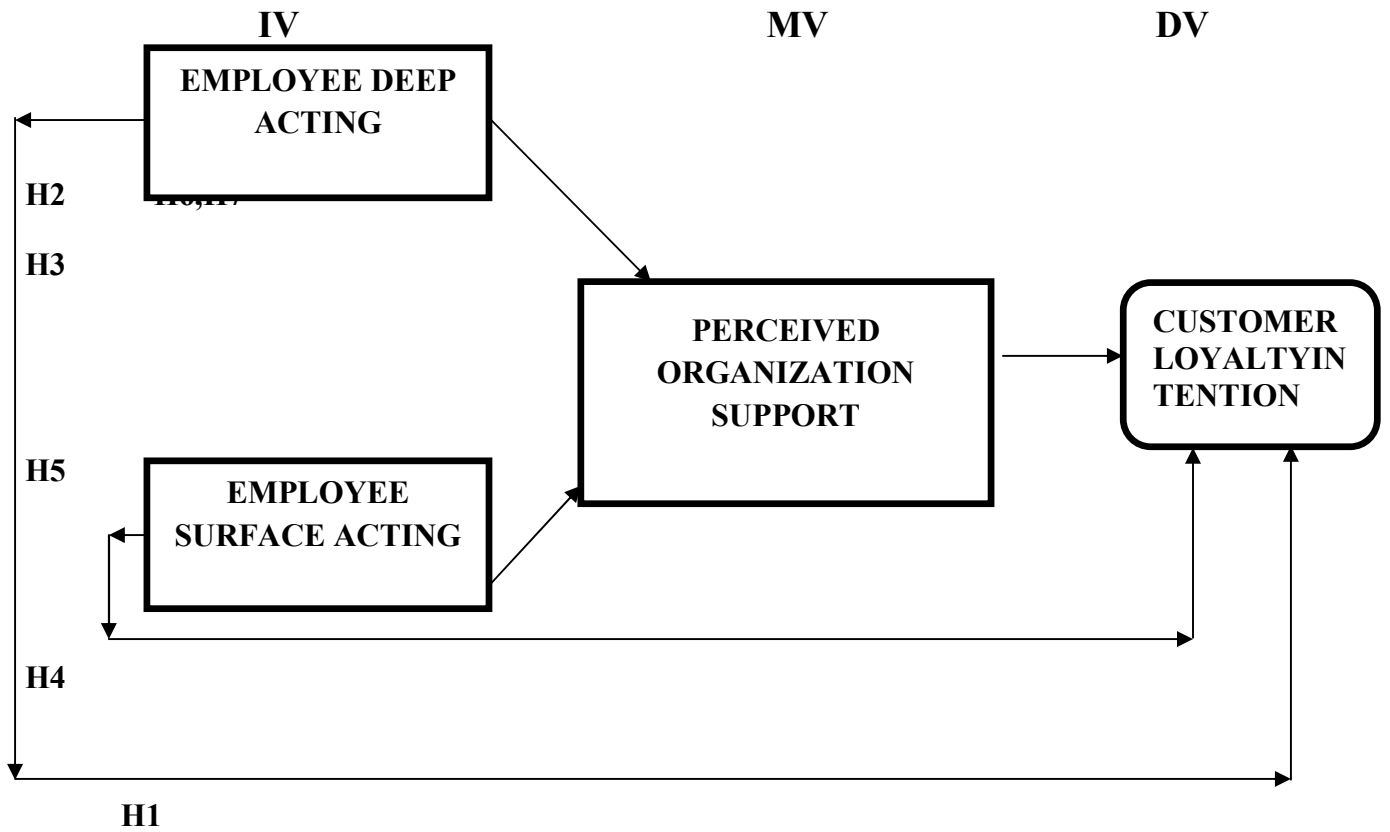 IV MV DV
EMPLOYEE DEEP
ACTING
H2
H3
PERCEIVED
ORGANIZATION
SUPPORT
CUSTOMER
LOYALTYIN
TENTION
H5
EMPLOYEE
SURFACE ACTING
H4
H1